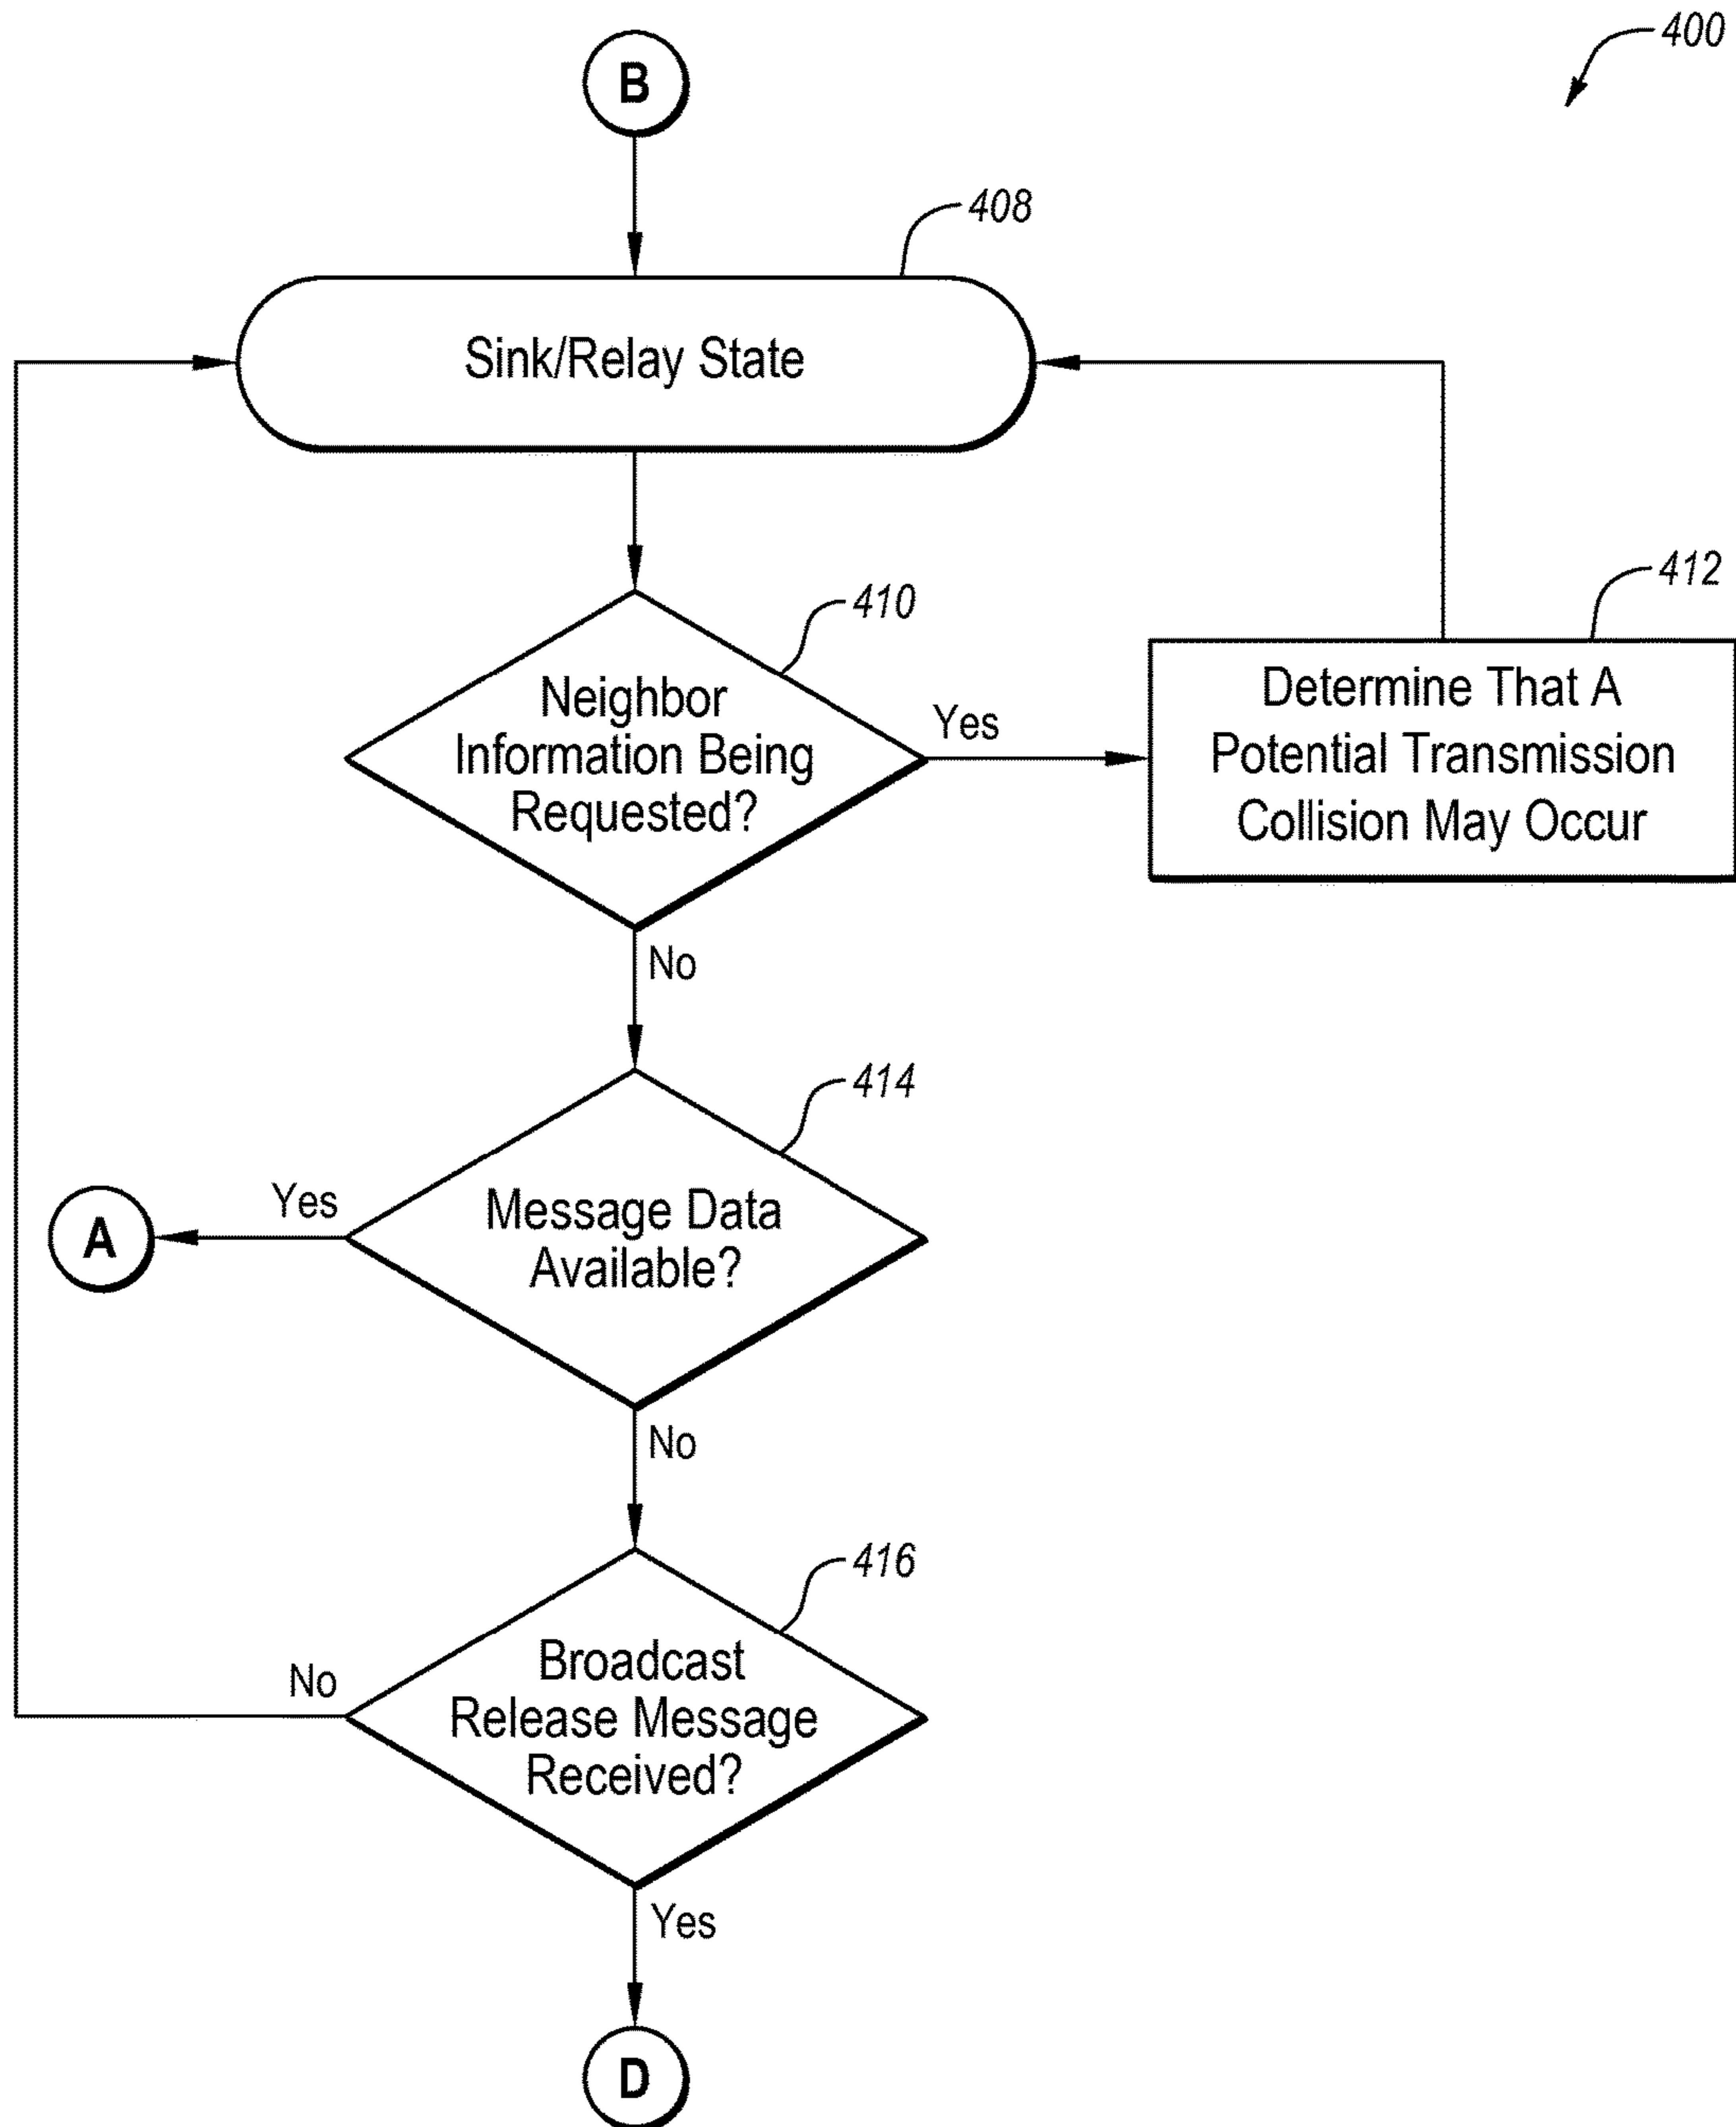 400
B
408
Sink/Relay State
410
412
Neighbor
Information Being
Requested?
Yes
Determine That A
Potential Transmission
Collision May Occur
No
414
Message Data
Available?
Yes
A
No
416
Broadcast
Release Message
Received?
No
Yes
D